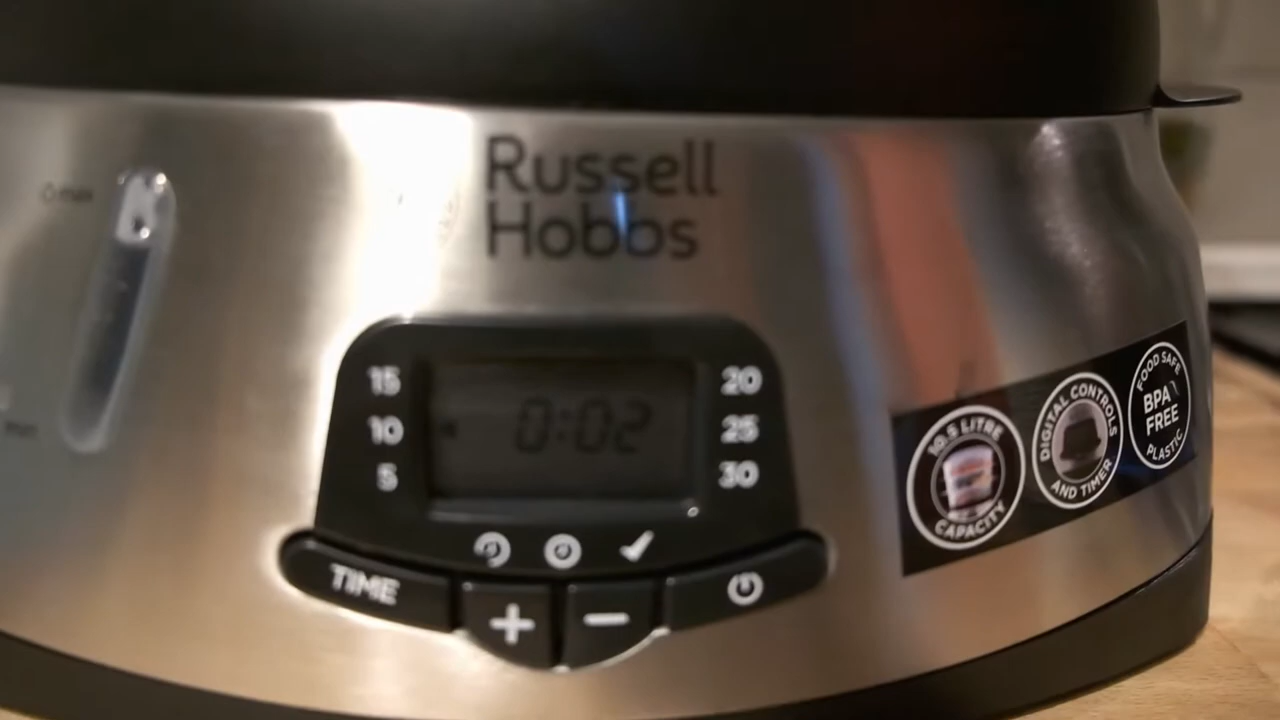 Russell
Hobbs
max
15
10
5
0:02
20
25
30
TIME
+
−
10.5 LITRE
CAPACITY
DIGITAL CONTROLS
AND TIMER
FOOD SAFE
BPA
FREE
PLASTIC